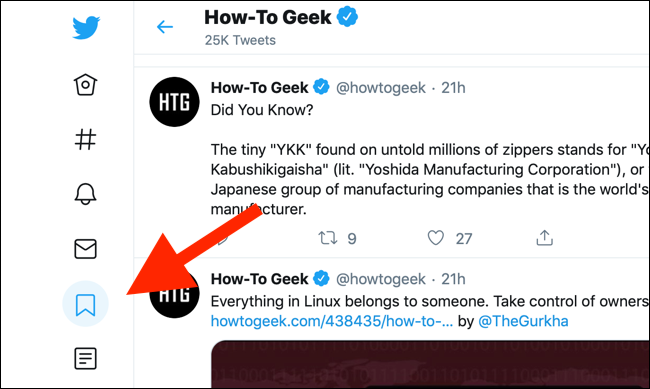 How-To Geek
25K Tweets
HTG
How-To Geek @howtogeek · 21h
Did You Know?
The tiny "YKK" found on untold millions of zippers stands for "Yo
Kabushikigaisha" (lit. "Yoshida Manufacturing Corporation"), or
Japanese group of manufacturing companies that is the world's
manufacturer.
9 27
HTG
How-To Geek @howtogeek · 21h
Everything in Linux belongs to someone. Take control of owners
howtogeek.com/438435/how-to-... by @TheGurkha